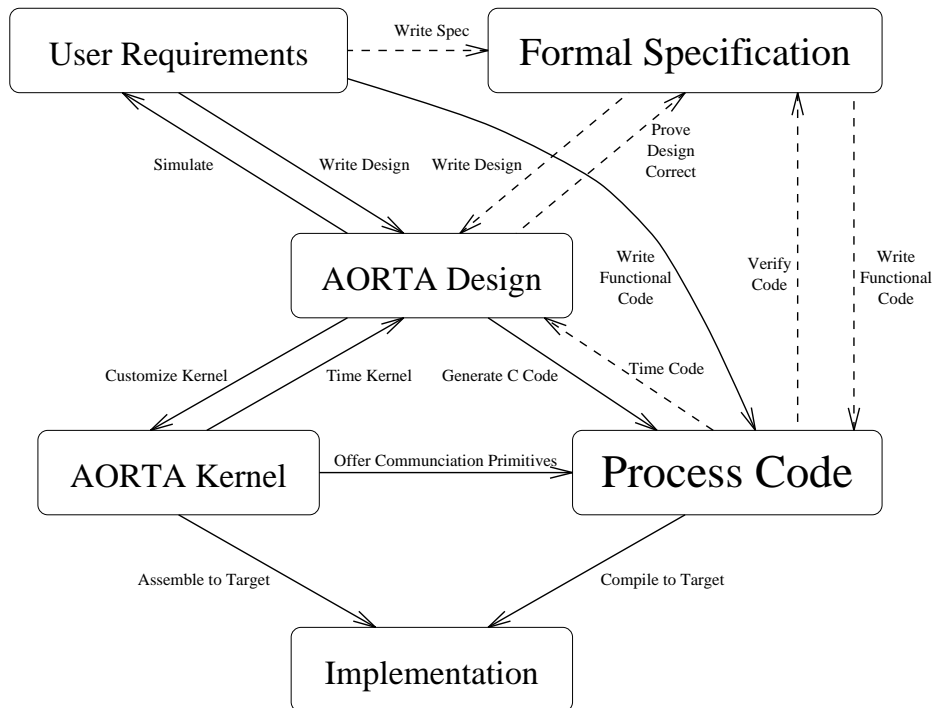 Write Spec
User Requirements
Formal Specification
Simulate
Write Design
Write Design
Prove
Design
Correct
AORTA Design
Write
Functional
Code
Verify
Code
Write
Functional
Code
Customize Kernel
Time Kernel
Generate C Code
Time Code
AORTA Kernel
Offer Communciation Primitives
Process Code
Assemble to Target
Compile to Target
Implementation